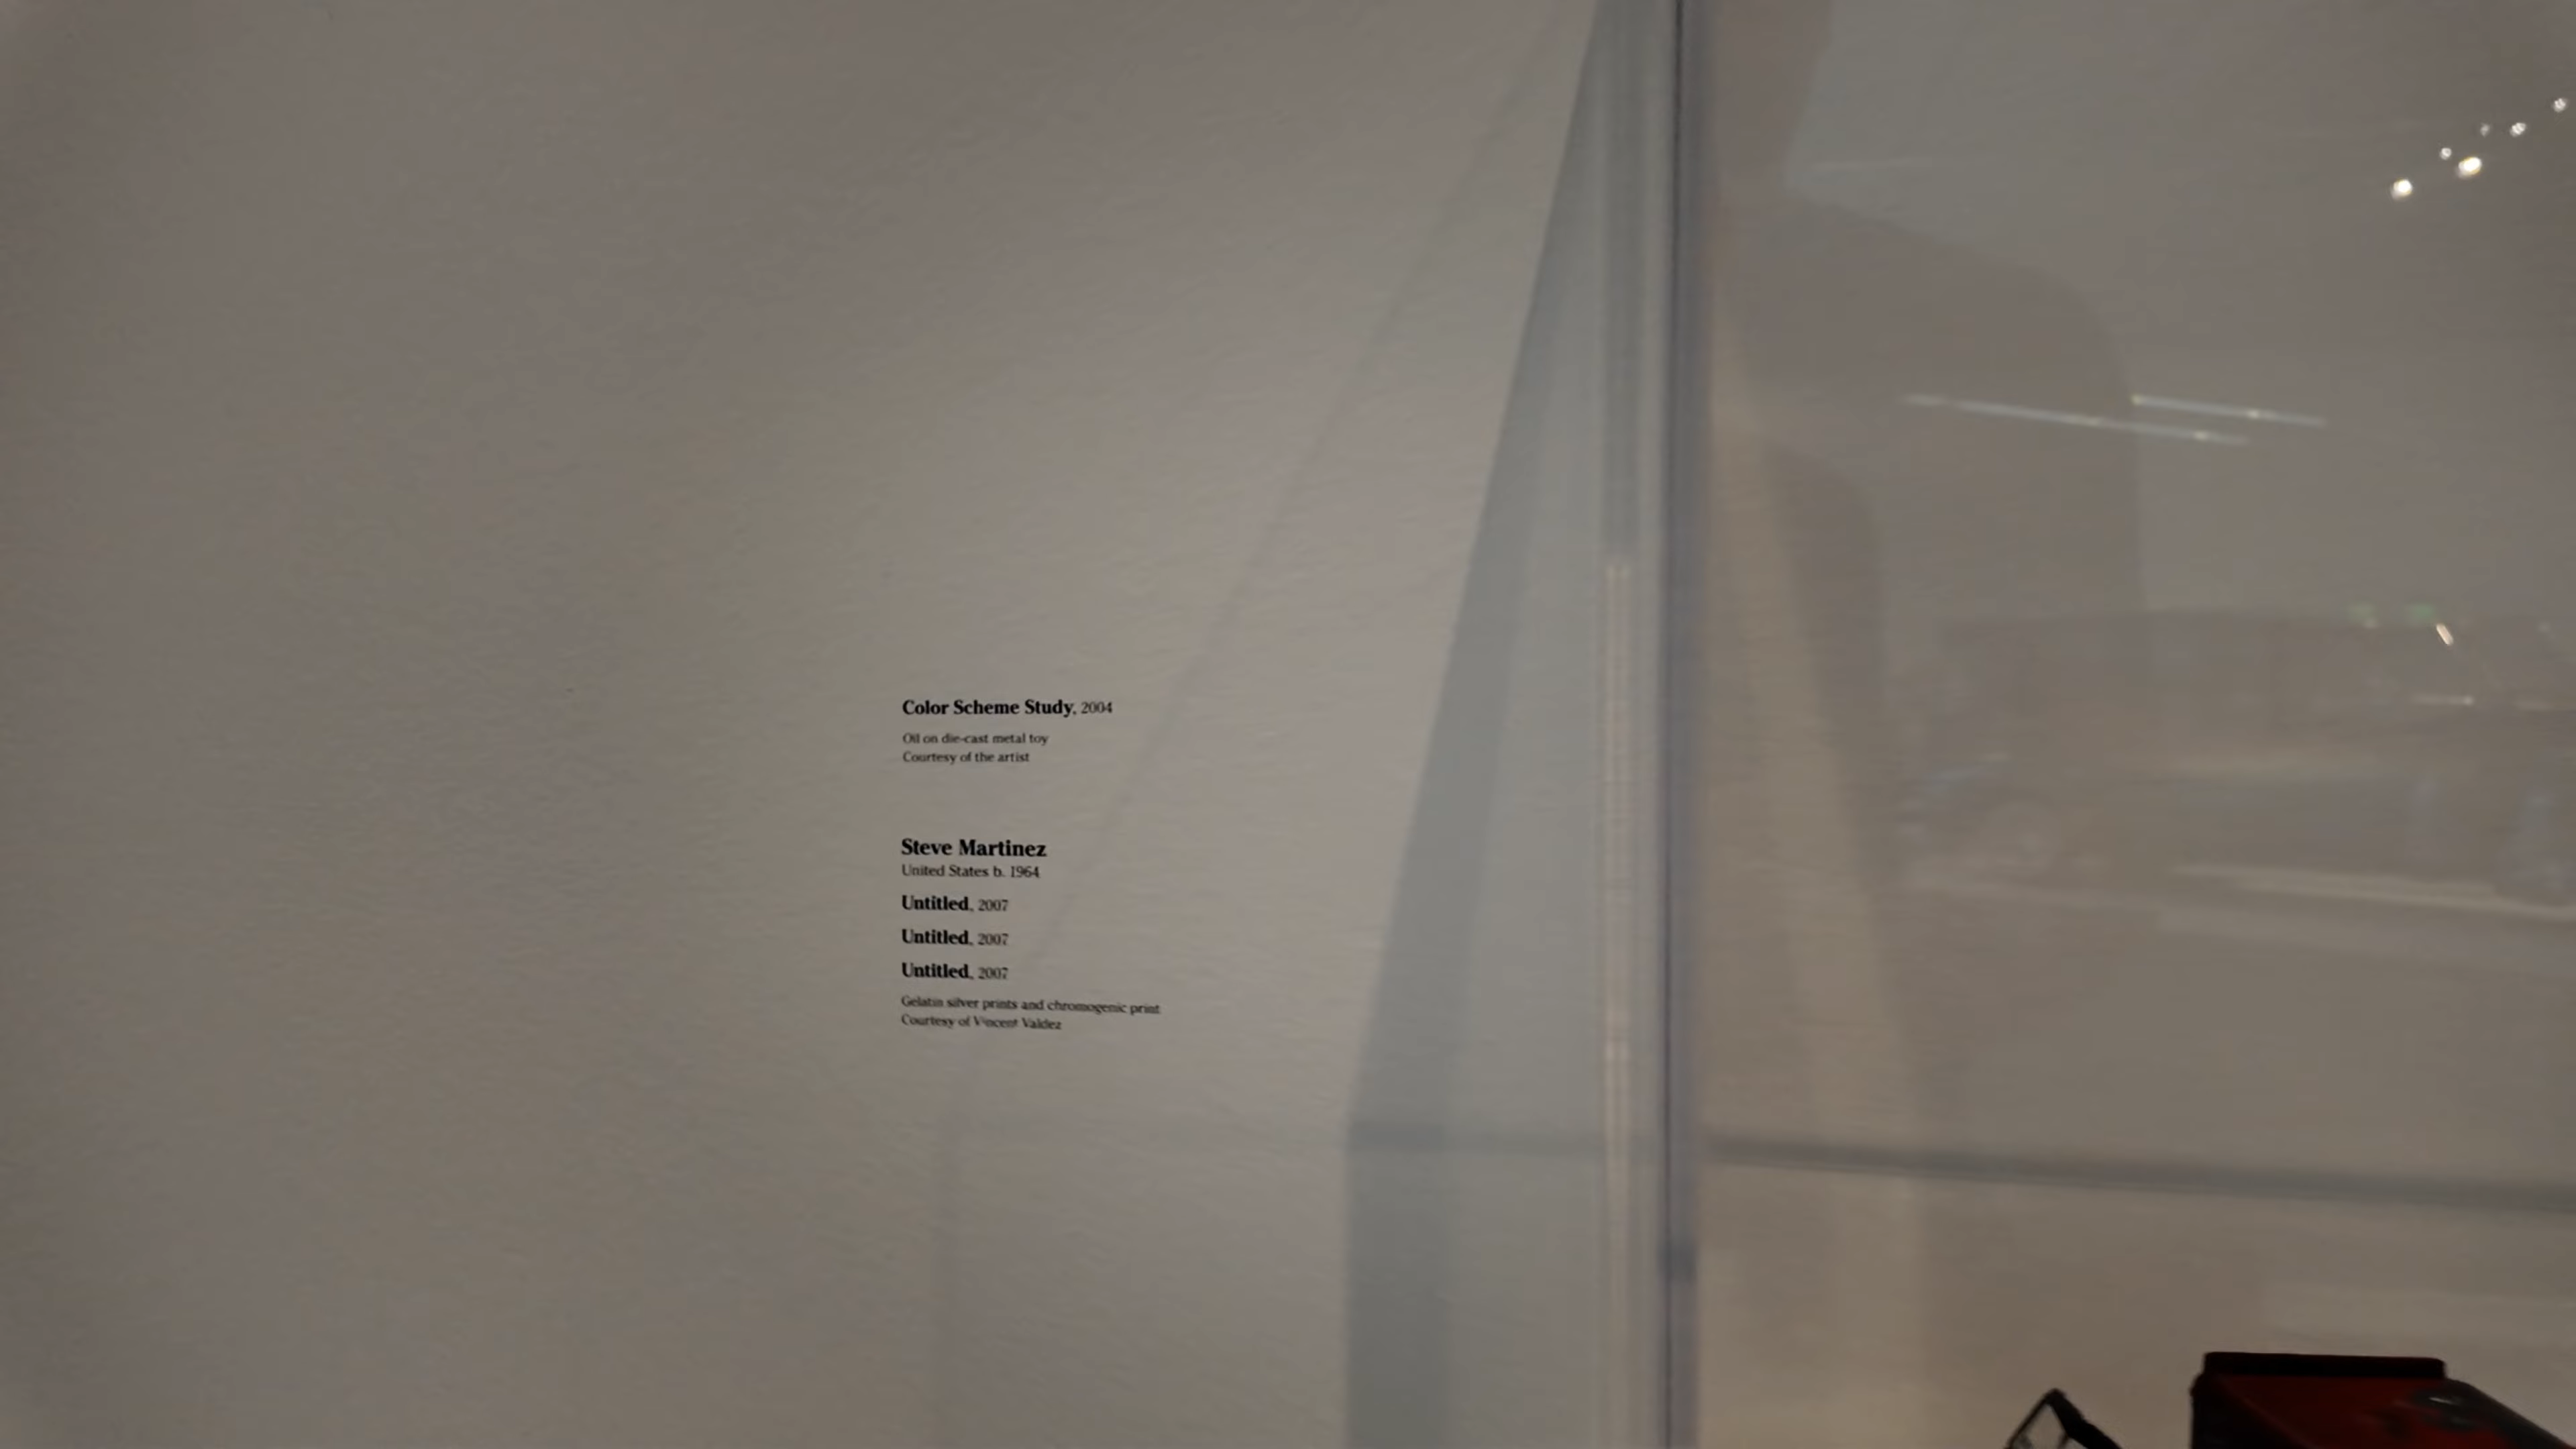 Color Scheme Study, 2004
Oil on die-cast metal toy
Courtesy of the artist
Steve Martinez
United States b. 1964
Untitled, 2007
Untitled, 2007
Untitled, 2007
Gelatin silver prints and chromogenic print
Courtesy of Vincent Valdez